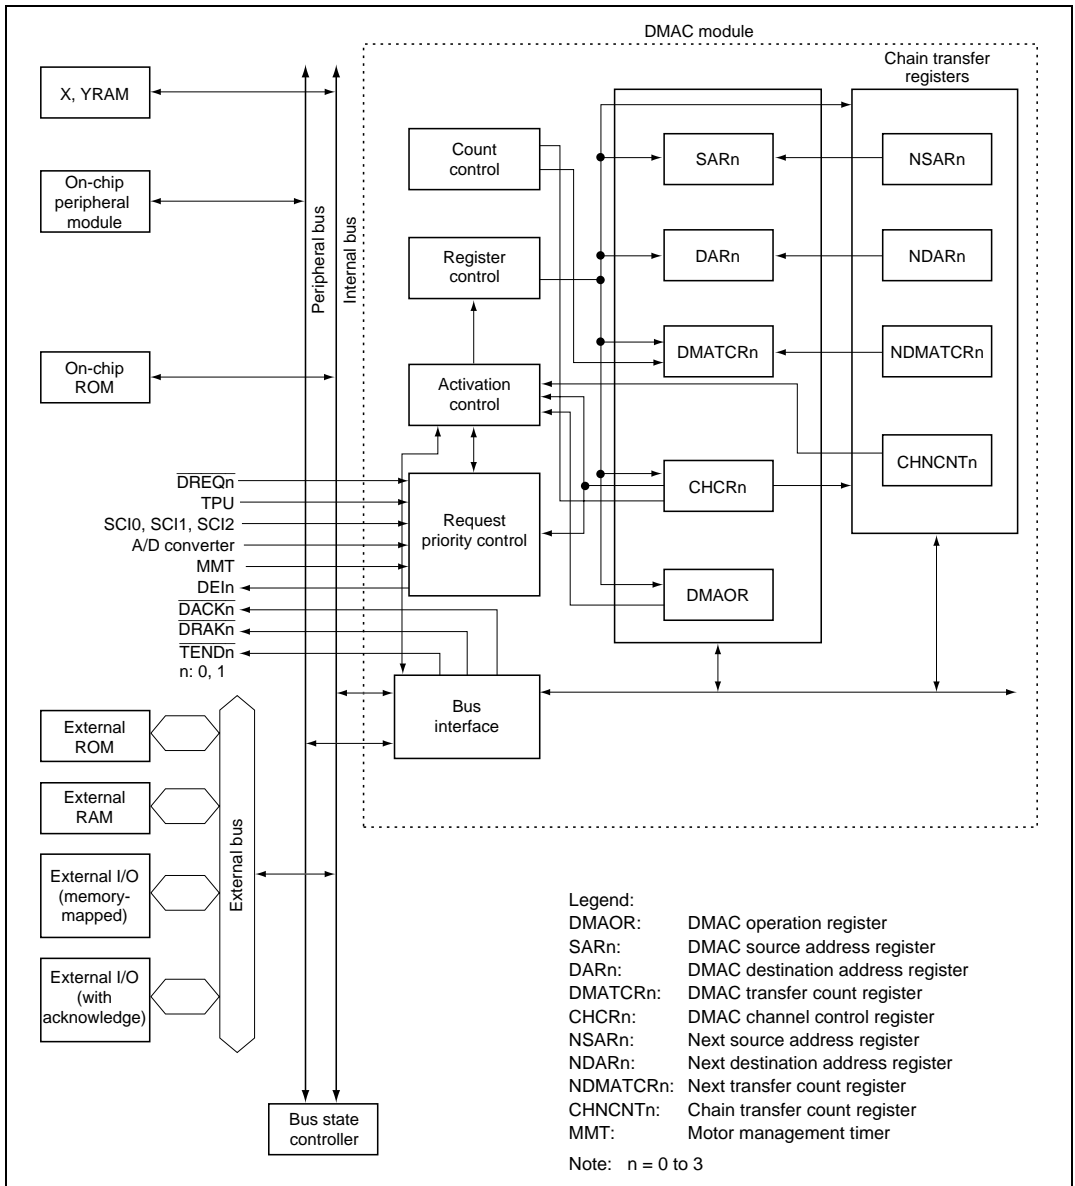 DMAC module
Chain transfer
registers
X, YRAM
Count
control
SARn
NSARn
On-chip
peripheral
module
Peripheral bus
Internal bus
Register
control
DARn
NDARn
DMATCRn
NDMATCRn
On-chip
ROM
Activation
control
CHNCNTn
CHCRn
DREQn
TPU
SCI0, SCI1, SCI2
A/D converter
MMT
DEIn
DACKn
DRAKn
TENDn
n: 0, 1
Request
priority control
DMAOR
Bus
interface
External
ROM
External
RAM
External bus
External I/O
(memory-
mapped)
External I/O
(with
acknowledge)
Bus state
controller
Legend:
DMAOR: DMAC operation register
SARn: DMAC source address register
DARn: DMAC destination address register
DMATCRn: DMAC transfer count register
CHCRn: DMAC channel control register
NSARn: Next source address register
NDARn: Next destination address register
NDMATCRn: Next transfer count register
CHNCNTn: Chain transfer count register
MMT: Motor management timer
Note: n = 0 to 3